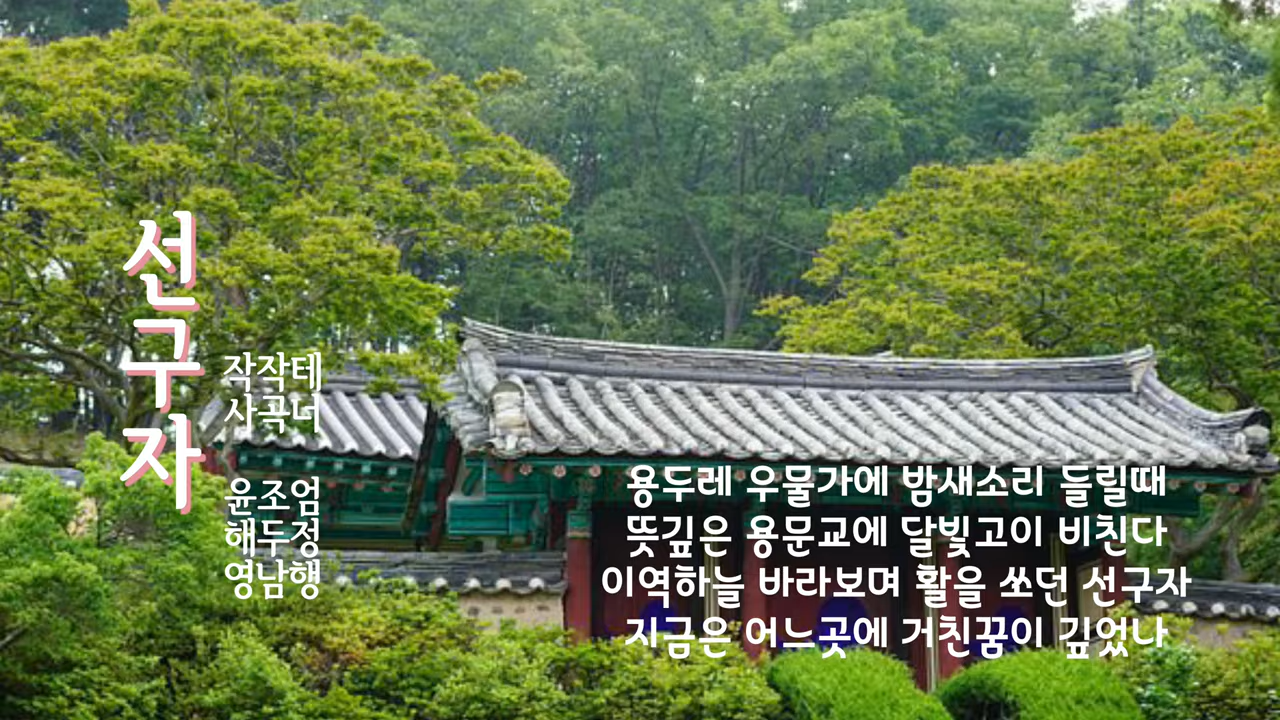 선구자
작사 윤해영
작곡 조두남
테너 엄정행
용두레 우물가에 밤새소리 들릴때
뜻깊은 용문교에 달빛고이 비친다
이역하늘 바라보며 활을 쏘던 선구자
지금은 어느곳에 거친꿈이 깊었나